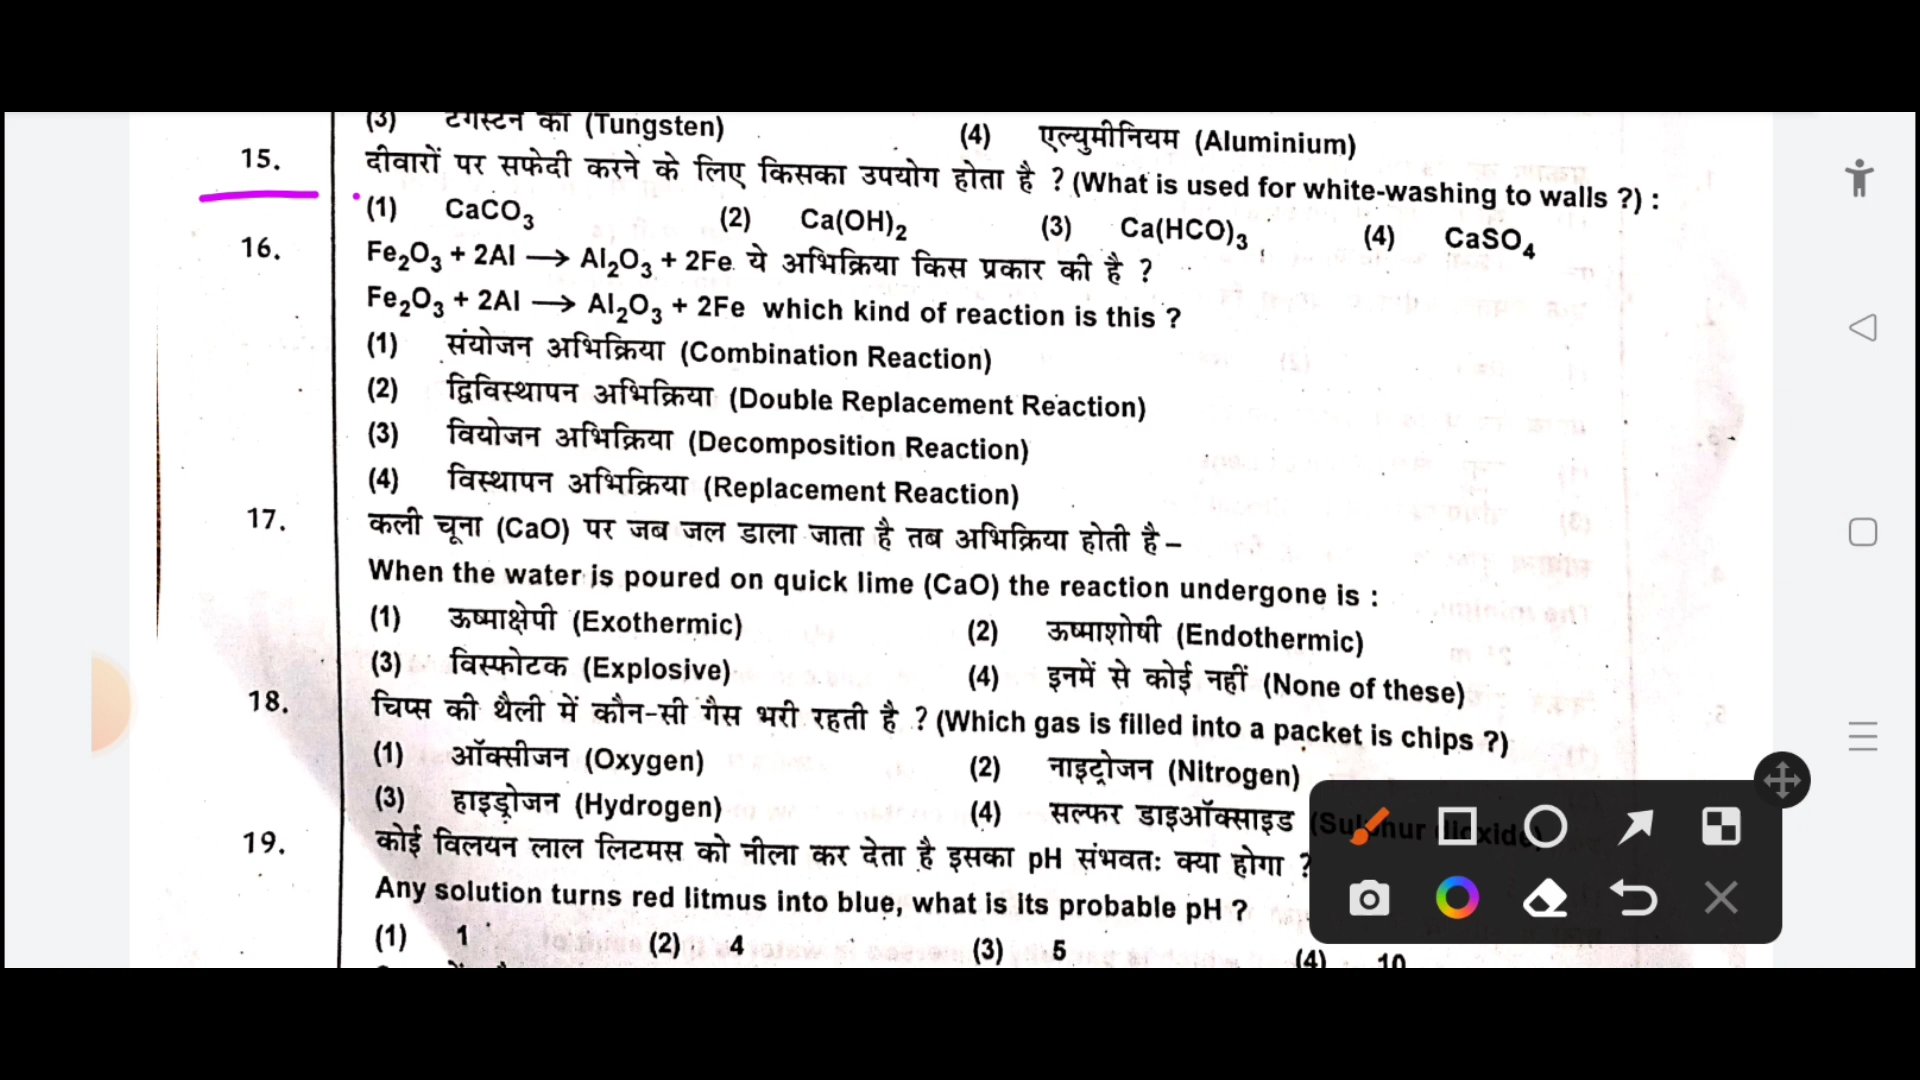 (3) टंगस्टन का (Tungsten) (4) एल्युमीनियम (Aluminium)
15. दीवारों पर सफेदी करने के लिए किसका उपयोग होता है ? (What is used for white-washing to walls ?) :
(1) CaCO₃ (2) Ca(OH)₂ (3) Ca(HCO)₃ (4) CaSO₄
16. Fe₂O₃ + 2Al → Al₂O₃ + 2Fe ये अभिक्रिया किस प्रकार की है ?
Fe₂O₃ + 2Al → Al₂O₃ + 2Fe which kind of reaction is this ?
(1) संयोजन अभिक्रिया (Combination Reaction)
(2) द्विविस्थापन अभिक्रिया (Double Replacement Reaction)
(3) वियोजन अभिक्रिया (Decomposition Reaction)
(4) विस्थापन अभिक्रिया (Replacement Reaction)
17. कली चूना (CaO) पर जब जल डाला जाता है तब अभिक्रिया होती है –
When the water is poured on quick lime (CaO) the reaction undergone is :
(1) ऊष्माक्षेपी (Exothermic) (2) ऊष्माशोषी (Endothermic)
(3) विस्फोटक (Explosive) (4) इनमें से कोई नहीं (None of these)
18. चिप्स की थैली में कौन-सी गैस भरी रहती है ? (Which gas is filled into a packet is chips ?)
(1) ऑक्सीजन (Oxygen) (2) नाइट्रोजन (Nitrogen)
(3) हाइड्रोजन (Hydrogen) (4) सल्फर डाइऑक्साइड
19. कोई विलयन लाल लिटमस को नीला कर देता है इसका pH संभवतः क्या होगा ?
Any solution turns red litmus into blue, what is its probable pH ?
(1) 1 (2) 4 (3) 5 (4) 10